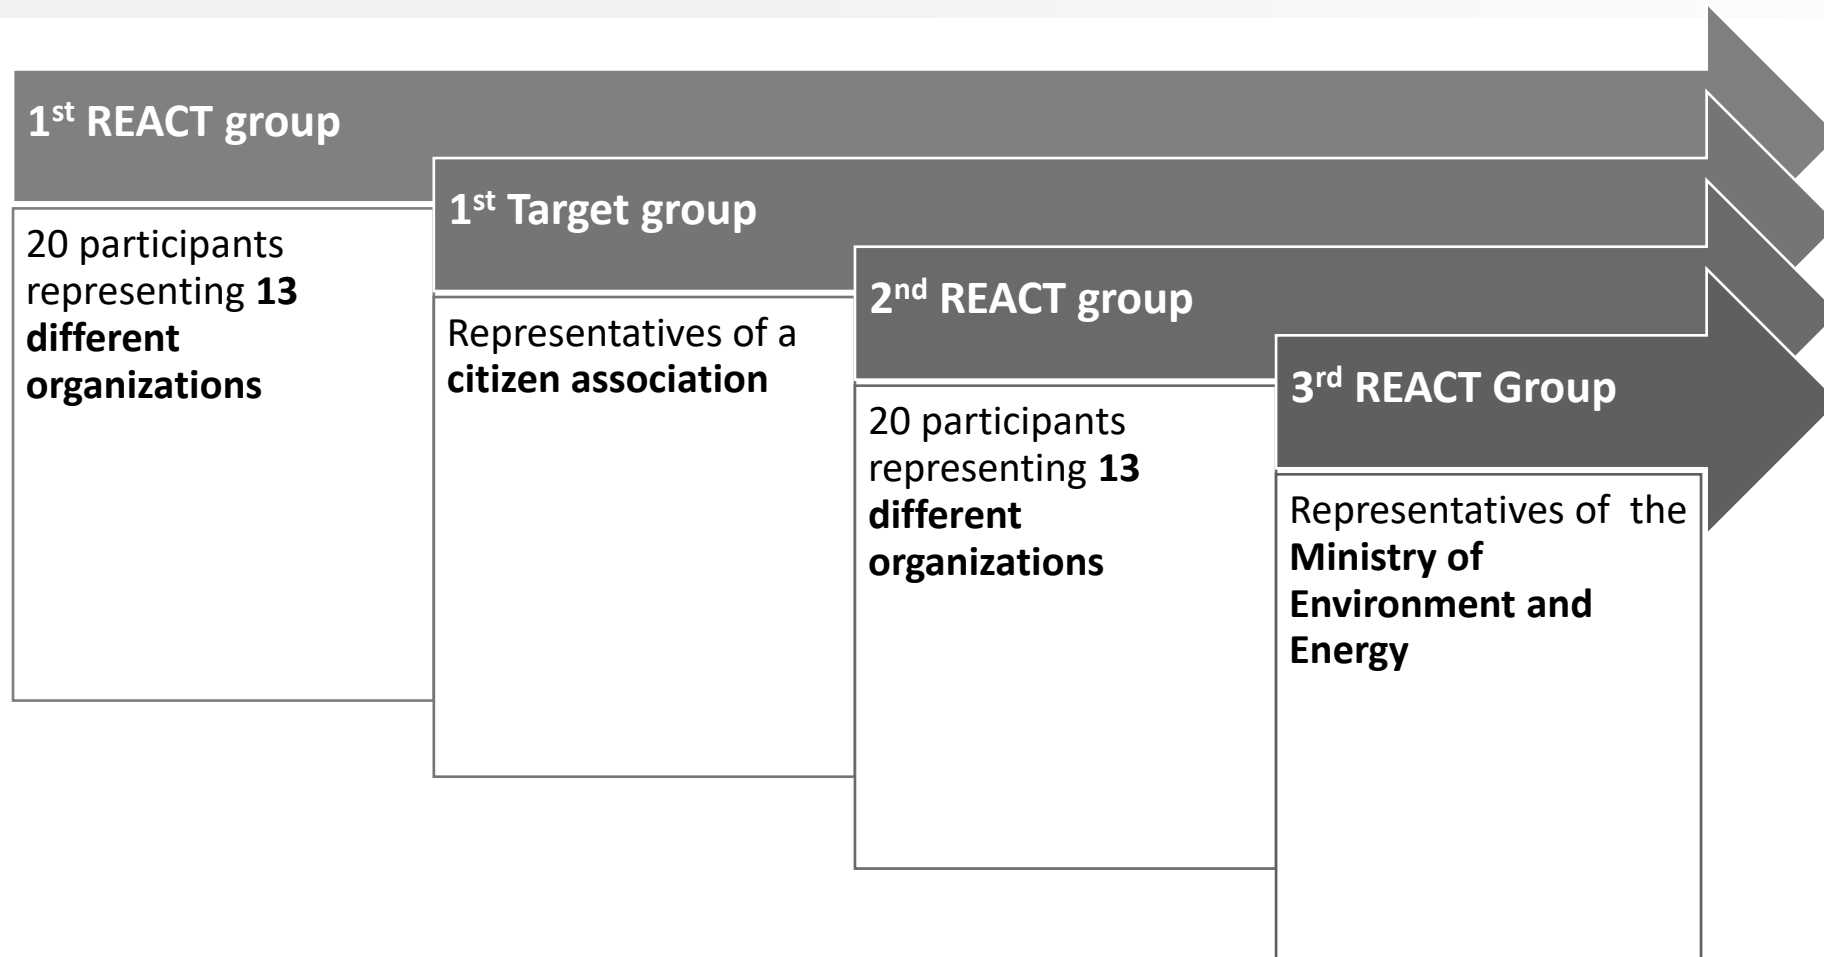 1st REACT group
20 participants
representing 13
different
organizations
1st Target group
Representatives of a
citizen association
2nd REACT group
20 participants
representing 13
different
organizations
3rd REACT Group
Representatives of  the
Ministry of
Environment and
Energy